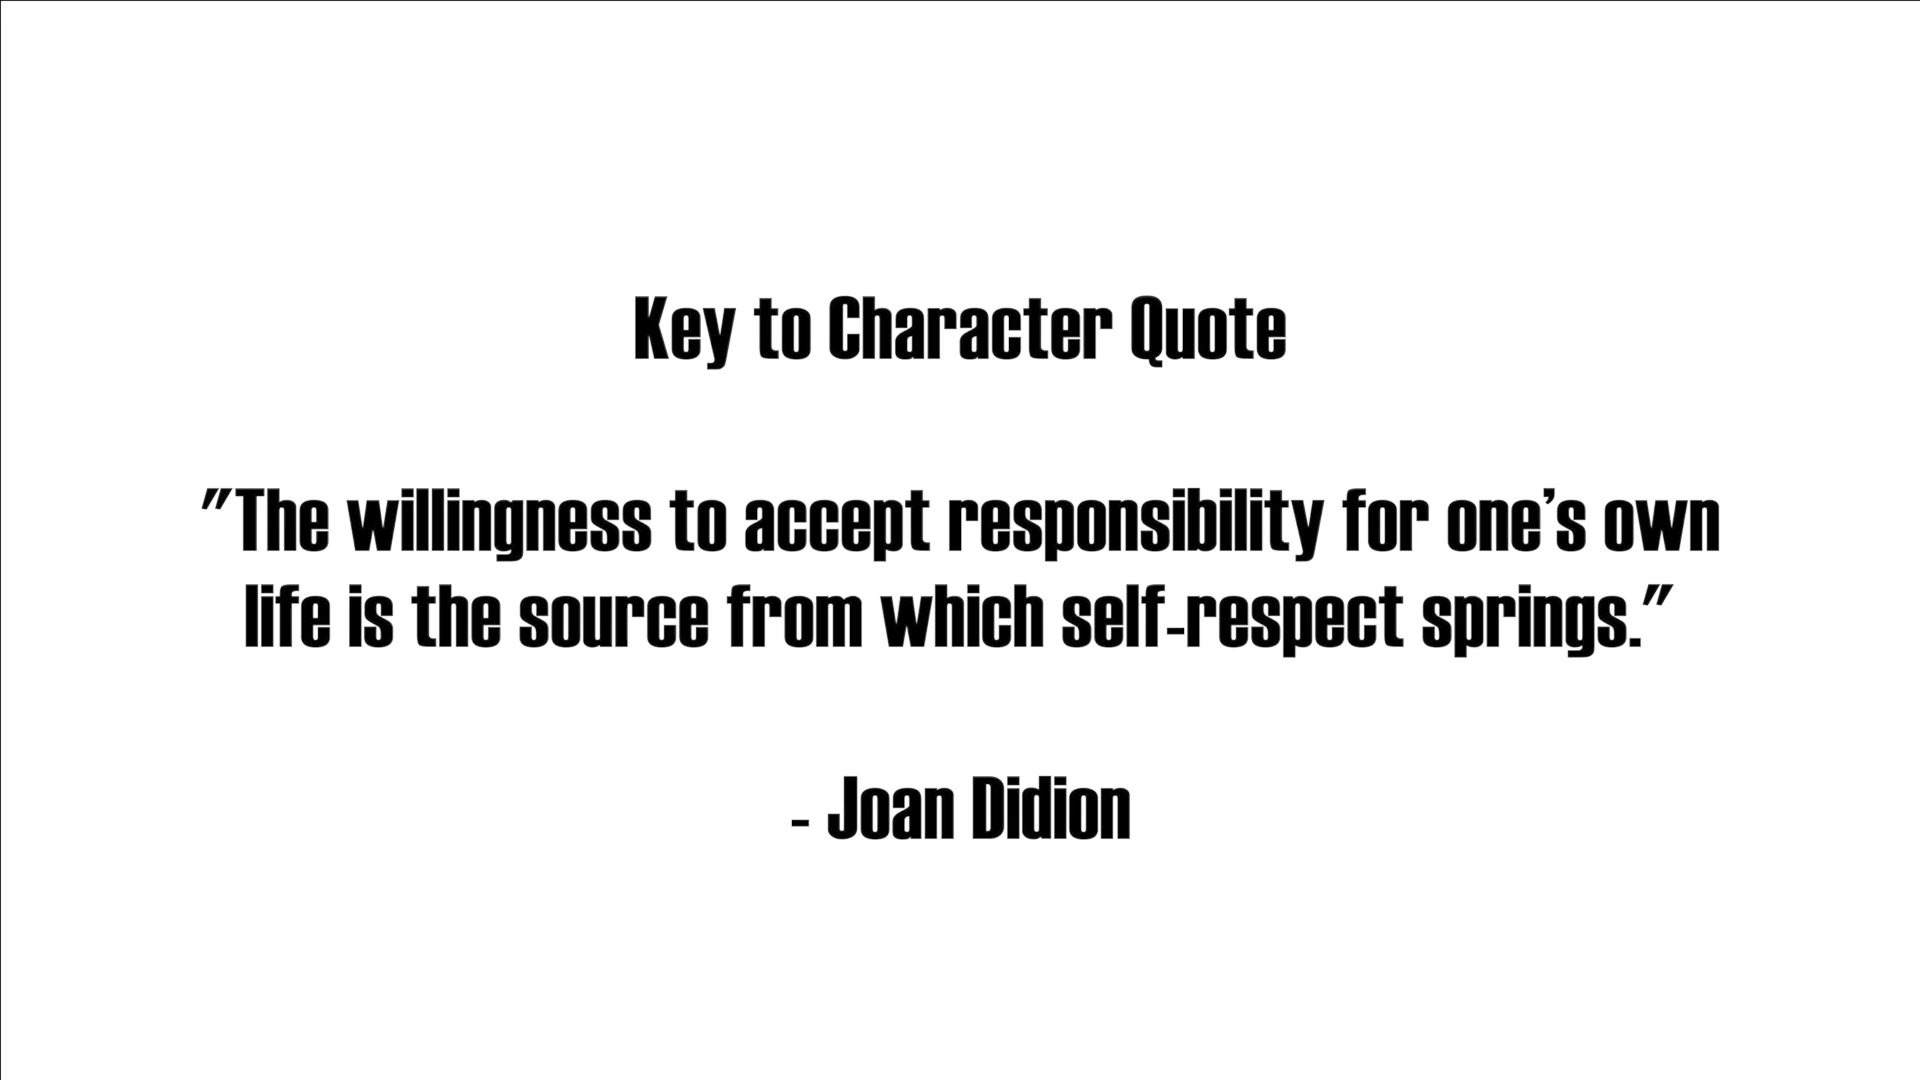 Key to Character Quote
"The willingness to accept responsibility for one's own
life is the source from which self-respect springs."
- Joan Didion